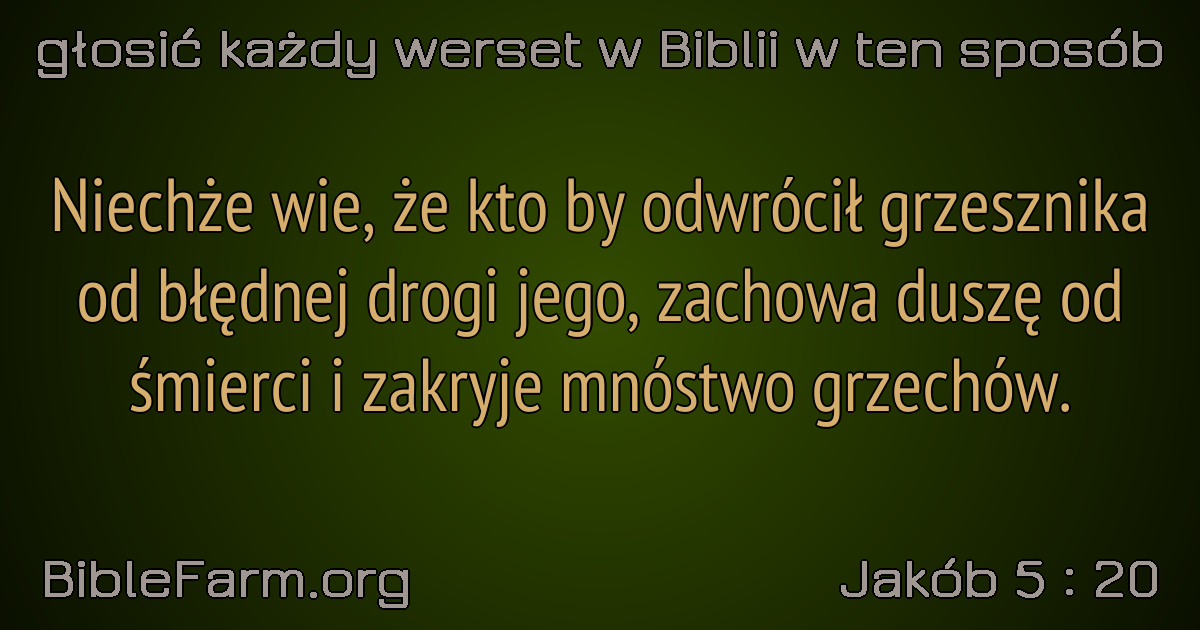 głosić każdy werset w Biblii w ten sposób
Niechże wie, że kto by odwrócił grzesznika
od błędnej drogi jego, zachowa duszę od
śmierci i zakryje mnóstwo grzechów.
BibleFarm.org
Jakób 5 : 20